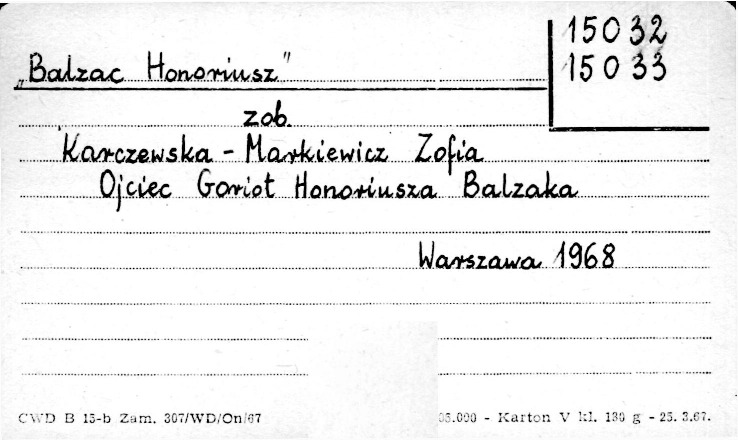 15032
15033
„Balzac Honoriusz"
zob.
Karczewska - Markiewicz Zofia
Ojciec Goriot Honoriusza Balzaka
Warszawa 1968
CWD B 15-b Zam. 307/WD/On/67
05.000 - Karton V kl. 180 g - 25. 3.67.